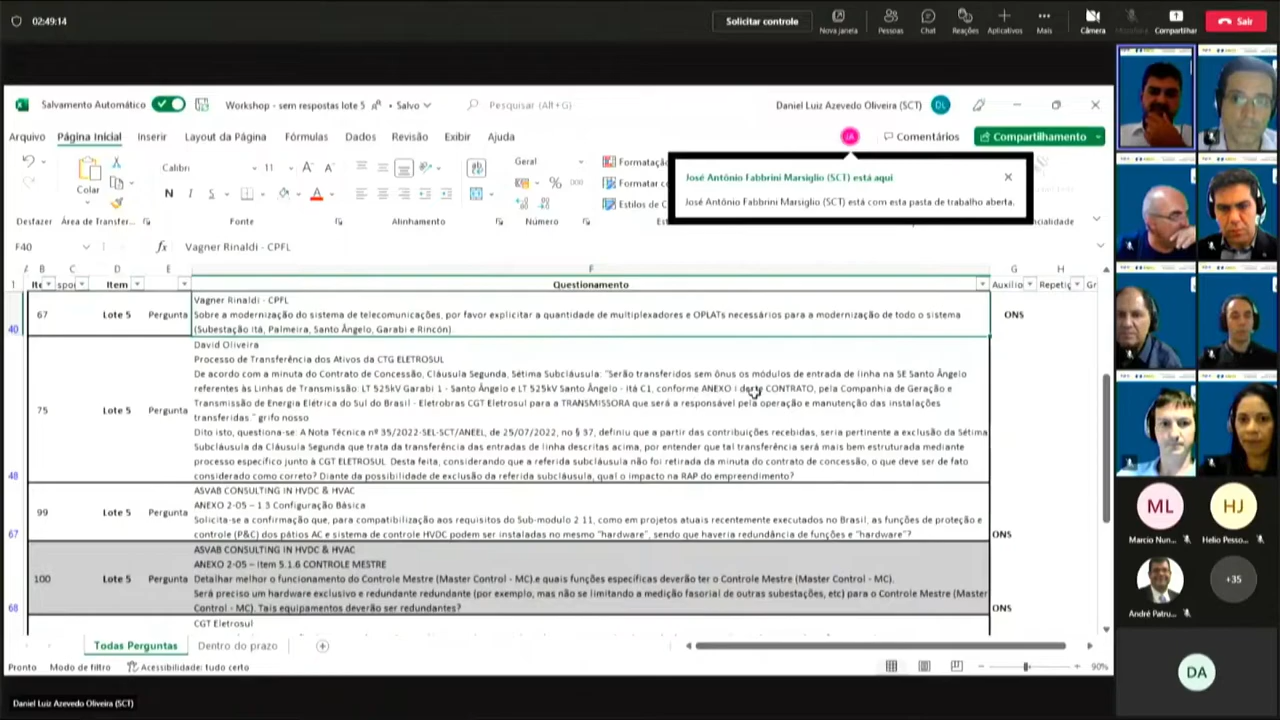 02:49:14
Solicitar controle
Nova janela
Pessoas
Chat
Reações
Aplicativos
Mais
Câmera
Microfone
Compartilhar
Sair
Salvamento Automático
Workshop - sem respostas lote 5
• Salvo
Pesquisar (Alt+G)
Daniel Luiz Azevedo Oliveira (SCT)
DL
Arquivo
Página Inicial
Inserir
Layout da Página
Fórmulas
Dados
Revisão
Exibir
Ajuda
JA
Comentários
Compartilhamento
Colar
Calibri
11
N
I
S
Geral
Formatação
Formatar co
Estilos de C
José Antônio Fabbrini Marsiglio (SCT) está aqui
José Antônio Fabbrini Marsiglio (SCT) está com esta pasta de trabalho aberta.
Desfazer
Área de Transfer...
Fonte
Alinhamento
Número
F40
fx
Vagner Rinaldi - CPFL
B
C
D
E
F
G
H
1
Ite
spo
Item
Questionamento
Auxílio
Repetiç
Gr
40
67
Lote 5
Pergunta
Vagner Rinaldi - CPFL
Sobre a modernização do sistema de telecomunicações, por favor explicitar a quantidade de multiplexadores e OPLATs necessários para a modernização de todo o sistema
(Subestação Itá, Palmeira, Santo Ângelo, Garabi e Rincón)
ONS
48
75
Lote 5
Pergunta
David Oliveira
Processo de Transferência dos Ativos da CTG ELETROSUL
De acordo com a minuta do Contrato de Concessão, Cláusula Segunda, Sétima Subcláusula: "Serão transferidos sem ônus os módulos de entrada de linha na SE Santo Ângelo
referentes às Linhas de Transmissão: LT 525kV Garabi 1 - Santo Ângelo e LT 525kV Santo Ângelo - Itá C1, conforme ANEXO I deste CONTRATO, pela Companhia de Geração e
Transmissão de Energia Elétrica do Sul do Brasil - Eletrobras CGT Eletrosul para a TRANSMISSORA que será a responsável pela operação e manutenção das instalações
transferidas." grifo nosso
Dito isto, questiona-se: A Nota Técnica nº 35/2022-SEL-SCT/ANEEL, de 25/07/2022, no § 37, definiu que a partir das contribuições recebidas, seria pertinente a exclusão da Sétima
Subcláusula da Cláusula Segunda que trata da transferência das entradas de linha descritas acima, por entender que tal transferência será mais bem estruturada mediante
processo específico junto à CGT ELETROSUL. Desta feita, considerando que a referida subcláusula não foi retirada da minuta do contrato de concessão, o que deve ser de fato
considerado como correto? Diante da possibilidade de exclusão da referida subcláusula, qual o impacto na RAP do empreendimento?
67
99
Lote 5
Pergunta
ASVAB CONSULTING IN HVDC & HVAC
ANEXO 2-05 – 1.3 Configuração Básica
Solicita-se a confirmação que, para compatibilização aos requisitos do Sub-modulo 2.11, como em projetos atuais recentemente executados no Brasil, as funções de proteção e
controle (P&C) dos pátios AC e sistema de controle HVDC podem ser instaladas no mesmo "hardware", sendo que haveria redundância de funções e "hardware"?
ONS
68
100
Lote 5
Pergunta
ASVAB CONSULTING IN HVDC & HVAC
ANEXO 2-05 – Item 5.1.6 CONTROLE MESTRE
Detalhar melhor o funcionamento do Controle Mestre (Master Control - MC).e quais funções específicas deverão ter o Controle Mestre (Master Control - MC).
Será preciso um hardware exclusivo e redundante redundante (por exemplo, mas não se limitando a medição fasorial de outras subestações, etc) para o Controle Mestre (Master
Control - MC). Tais equipamentos deverão ser redundantes?
ONS
CGT Eletrosul
Todas Perguntas
Dentro do prazo
Pronto
Modo de filtro
Acessibilidade: tudo certo
90%
ML
HJ
Marcio Nun...
Helio Pesso...
+35
André Patru...
DA
Daniel Luiz Azevedo Oliveira (SCT)